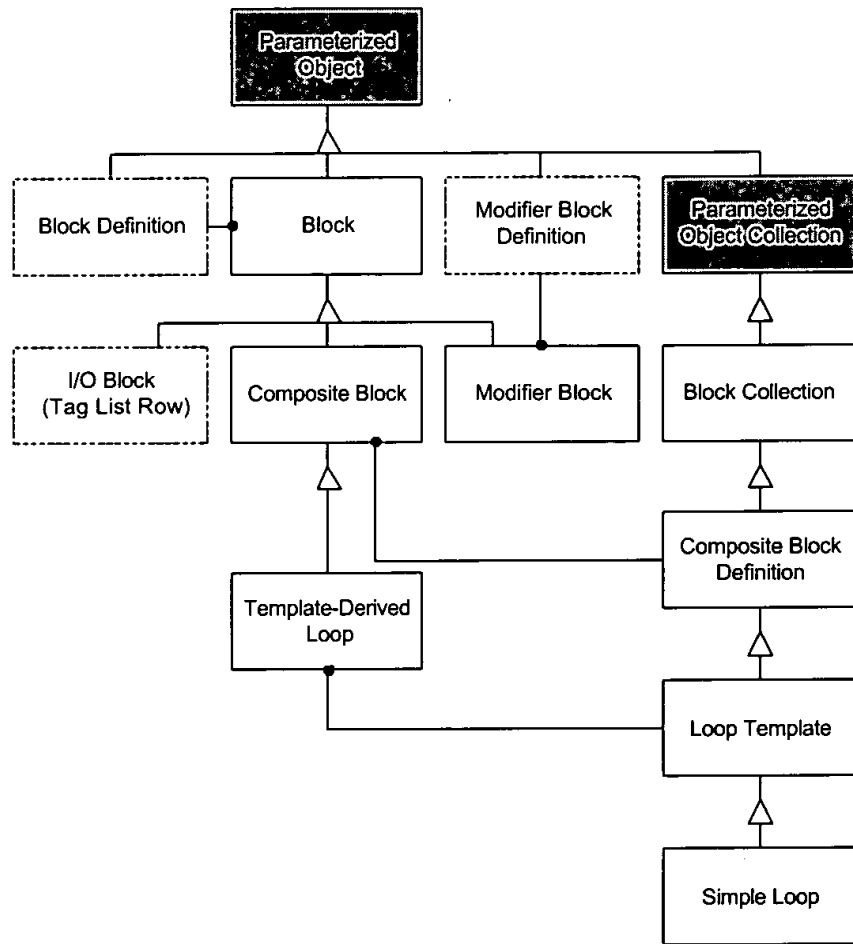 Parameterized
Object
Block Definition
Block
Modifier Block
Definition
Parameterized
Object Collection
I/O Block
(Tag List Row)
Composite Block
Modifier Block
Block Collection
Composite Block
Definition
Template-Derived
Loop
Loop Template
Simple Loop